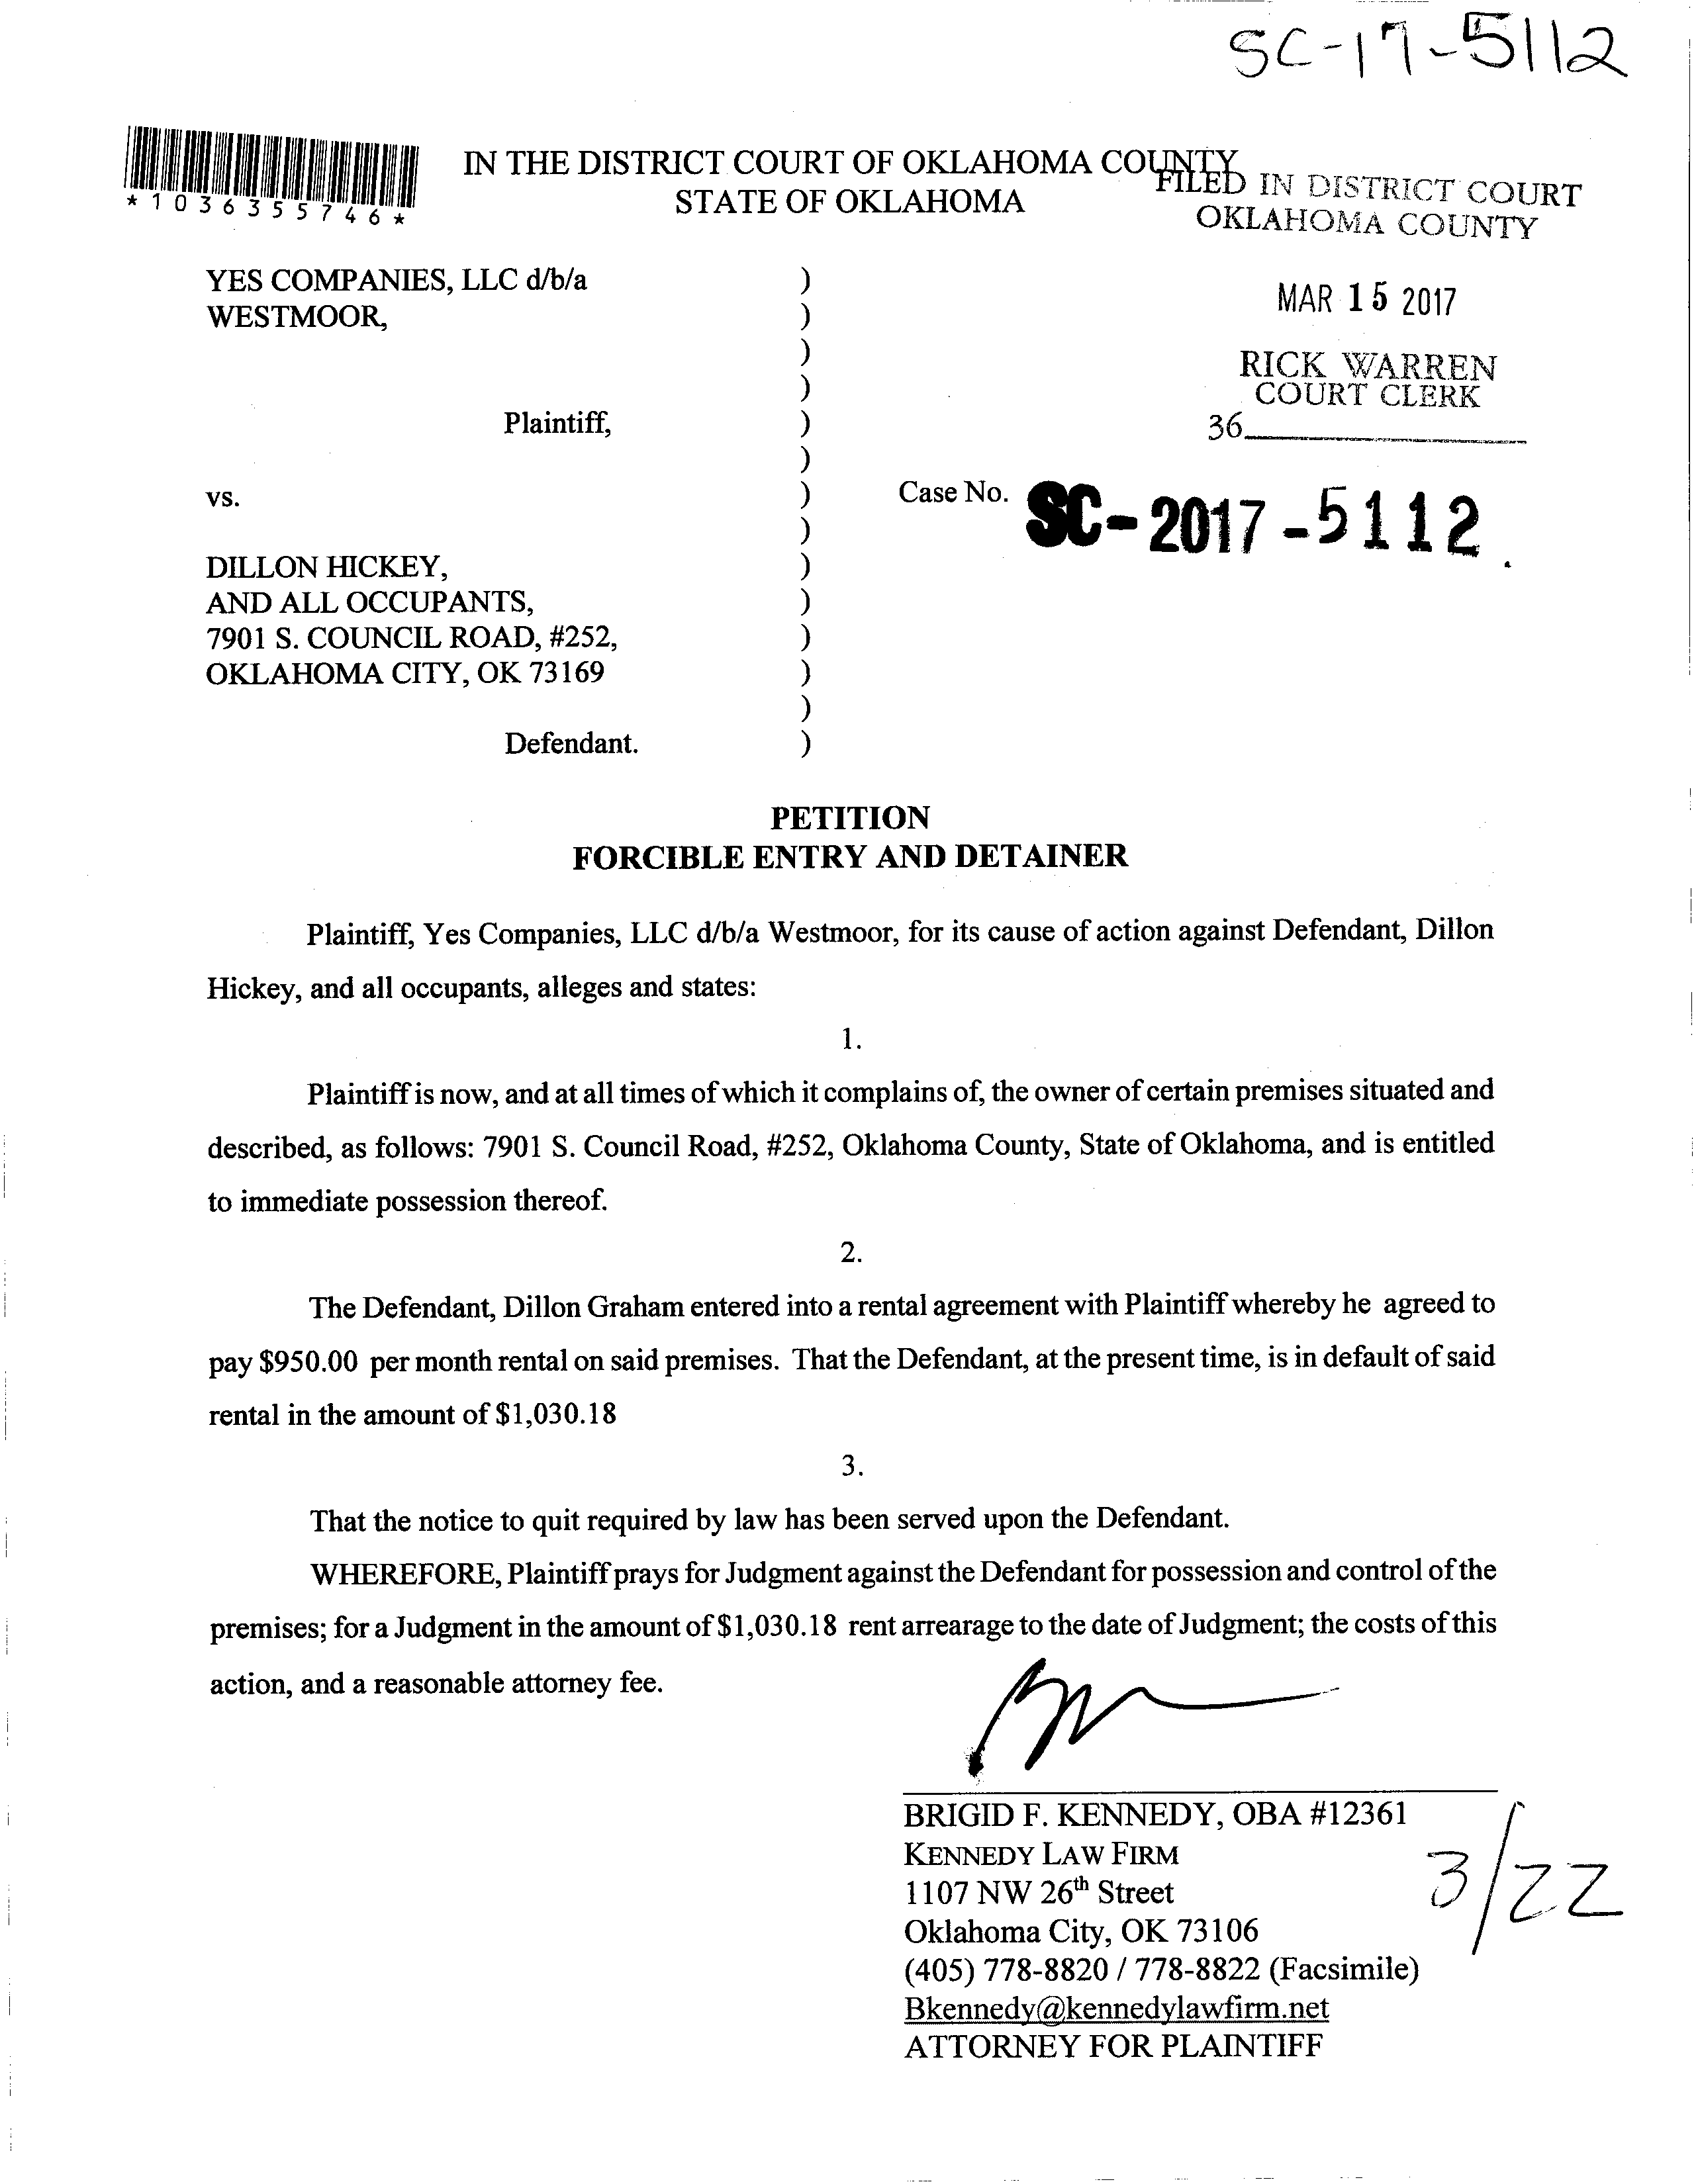 SC-17-5112
*1036355746*
IN THE DISTRICT COURT OF OKLAHOMA COUNTY
STATE OF OKLAHOMA
FILED IN DISTRICT COURT
OKLAHOMA COUNTY
MAR 15 2017
RICK WARREN
COURT CLERK
36
YES COMPANIES, LLC d/b/a )
WESTMOOR, )
)
)
Plaintiff, )
)
vs. ) Case No. SC-2017-5112.
)
DILLON HICKEY, )
AND ALL OCCUPANTS, )
7901 S. COUNCIL ROAD, #252, )
OKLAHOMA CITY, OK 73169 )
)
Defendant. )
PETITION
FORCIBLE ENTRY AND DETAINER
Plaintiff, Yes Companies, LLC d/b/a Westmoor, for its cause of action against Defendant, Dillon
Hickey, and all occupants, alleges and states:
1.
Plaintiff is now, and at all times of which it complains of, the owner of certain premises situated and
described, as follows: 7901 S. Council Road, #252, Oklahoma County, State of Oklahoma, and is entitled
to immediate possession thereof.
2.
The Defendant, Dillon Graham entered into a rental agreement with Plaintiff whereby he agreed to
pay $950.00 per month rental on said premises. That the Defendant, at the present time, is in default of said
rental in the amount of $1,030.18
3.
That the notice to quit required by law has been served upon the Defendant.
WHEREFORE, Plaintiff prays for Judgment against the Defendant for possession and control of the
premises; for a Judgment in the amount of $1,030.18 rent arrearage to the date of Judgment; the costs of this
action, and a reasonable attorney fee.
BRIGID F. KENNEDY, OBA #12361
KENNEDY LAW FIRM
1107 NW 26th Street
Oklahoma City, OK 73106
(405) 778-8820 / 778-8822 (Facsimile)
Bkennedy@kennedylawfirm.net
ATTORNEY FOR PLAINTIFF
3/22